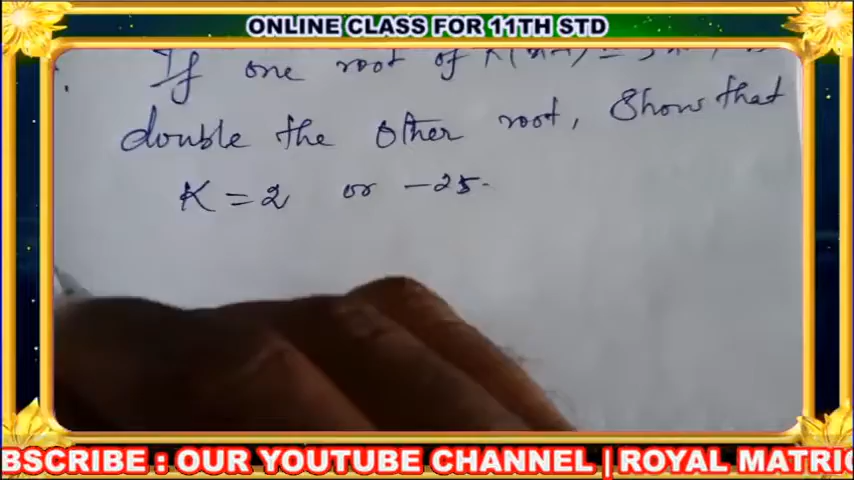 ONLINE CLASS FOR 11TH STD
If one root of
double the other root, Show that
K = 2 or -25.
BSCRIBE : OUR YOUTUBE CHANNEL | ROYAL MATRIC